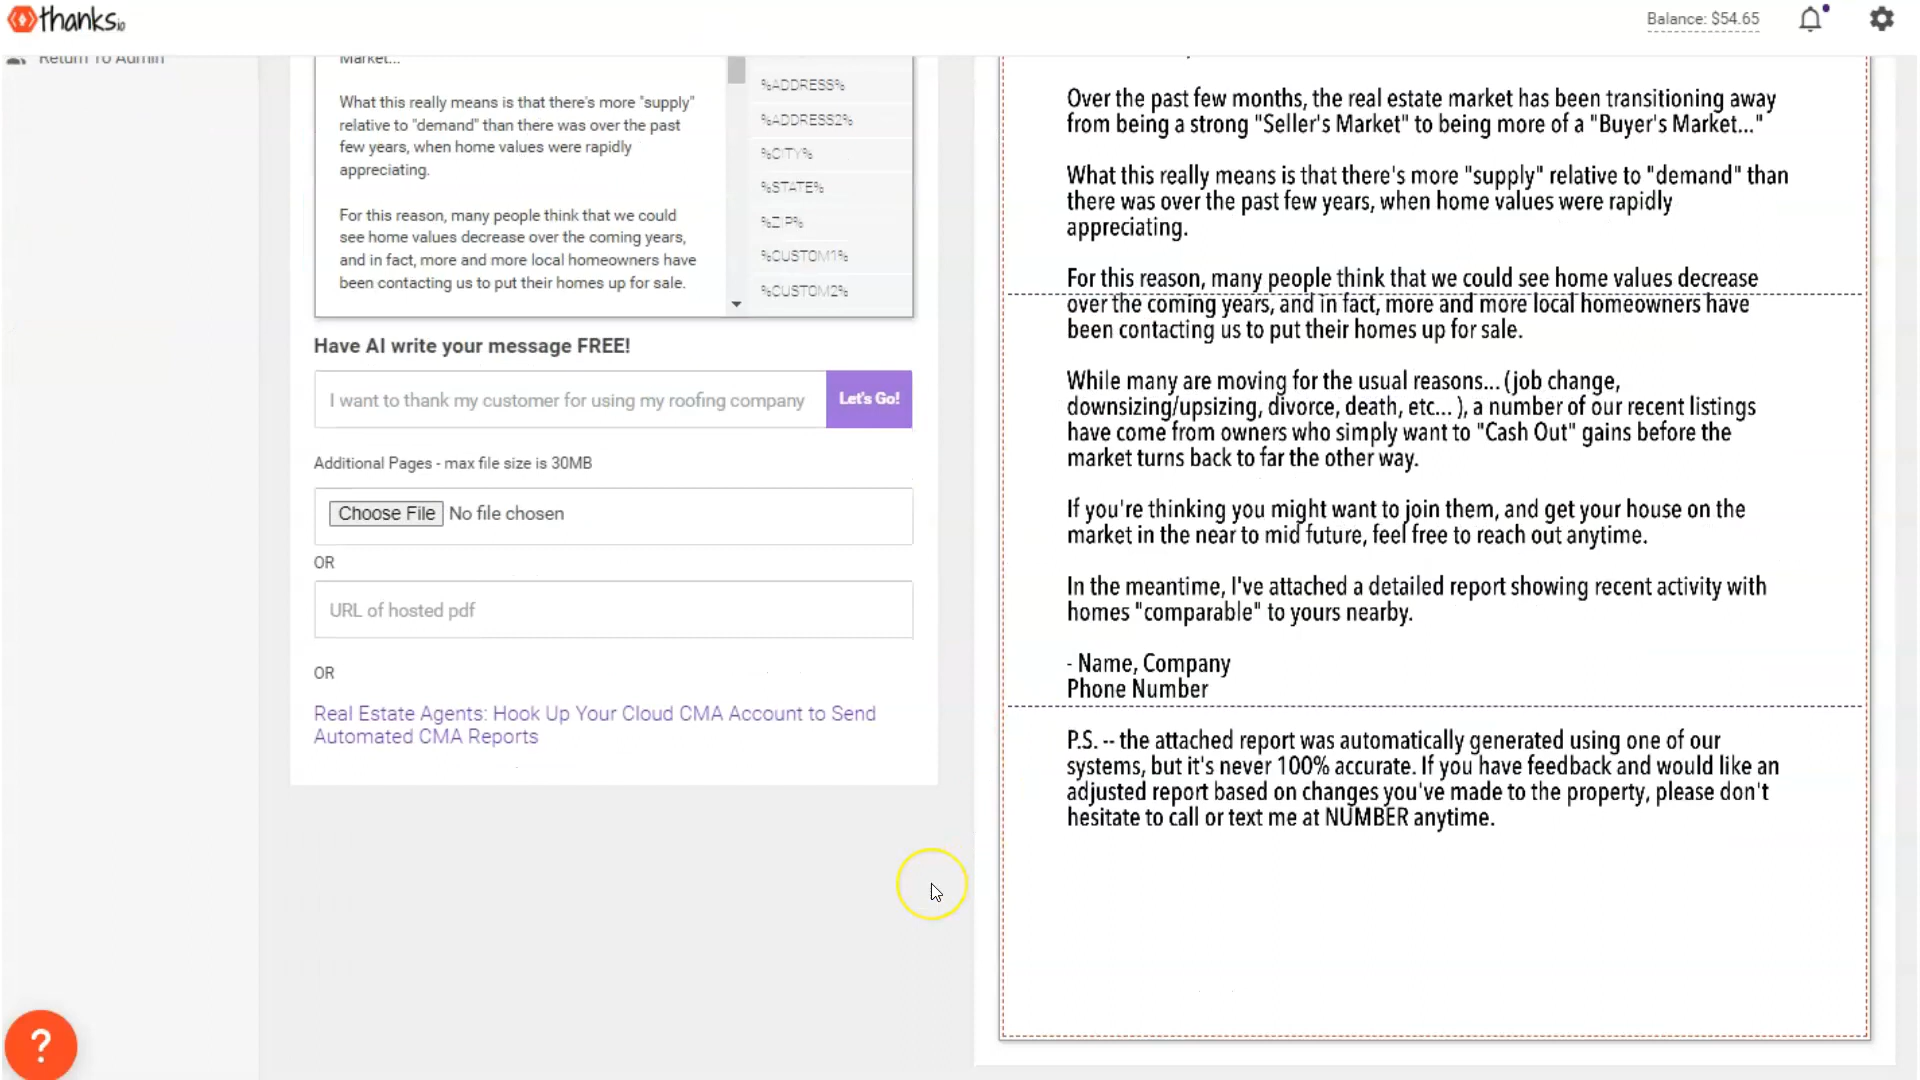 thanks.io
Balance: $54.65
Return To Admin
Market...
What this really means is that there's more "supply"
relative to "demand" than there was over the past
few years, when home values were rapidly
appreciating.
For this reason, many people think that we could
see home values decrease over the coming years,
and in fact, more and more local homeowners have
been contacting us to put their homes up for sale.
%ADDRESS%
%ADDRESS2%
%CITY%
%STATE%
%ZIP%
%CUSTOM1%
%CUSTOM2%
Have AI write your message FREE!
I want to thank my customer for using my roofing company
Let's Go!
Additional Pages - max file size is 30MB
Choose File No file chosen
OR
URL of hosted pdf
OR
Real Estate Agents: Hook Up Your Cloud CMA Account to Send
Automated CMA Reports
?
Over the past few months, the real estate market has been transitioning away
from being a strong "Seller's Market" to being more of a "Buyer's Market..."
What this really means is that there's more "supply" relative to "demand" than
there was over the past few years, when home values were rapidly
appreciating.
For this reason, many people think that we could see home values decrease
over the coming years, and in fact, more and more local homeowners have
been contacting us to put their homes up for sale.
While many are moving for the usual reasons... (job change,
downsizing/upsizing, divorce, death, etc... ), a number of our recent listings
have come from owners who simply want to "Cash Out" gains before the
market turns back to far the other way.
If you're thinking you might want to join them, and get your house on the
market in the near to mid future, feel free to reach out anytime.
In the meantime, I've attached a detailed report showing recent activity with
homes "comparable" to yours nearby.
- Name, Company
Phone Number
P.S. -- the attached report was automatically generated using one of our
systems, but it's never 100% accurate. If you have feedback and would like an
adjusted report based on changes you've made to the property, please don't
hesitate to call or text me at NUMBER anytime.